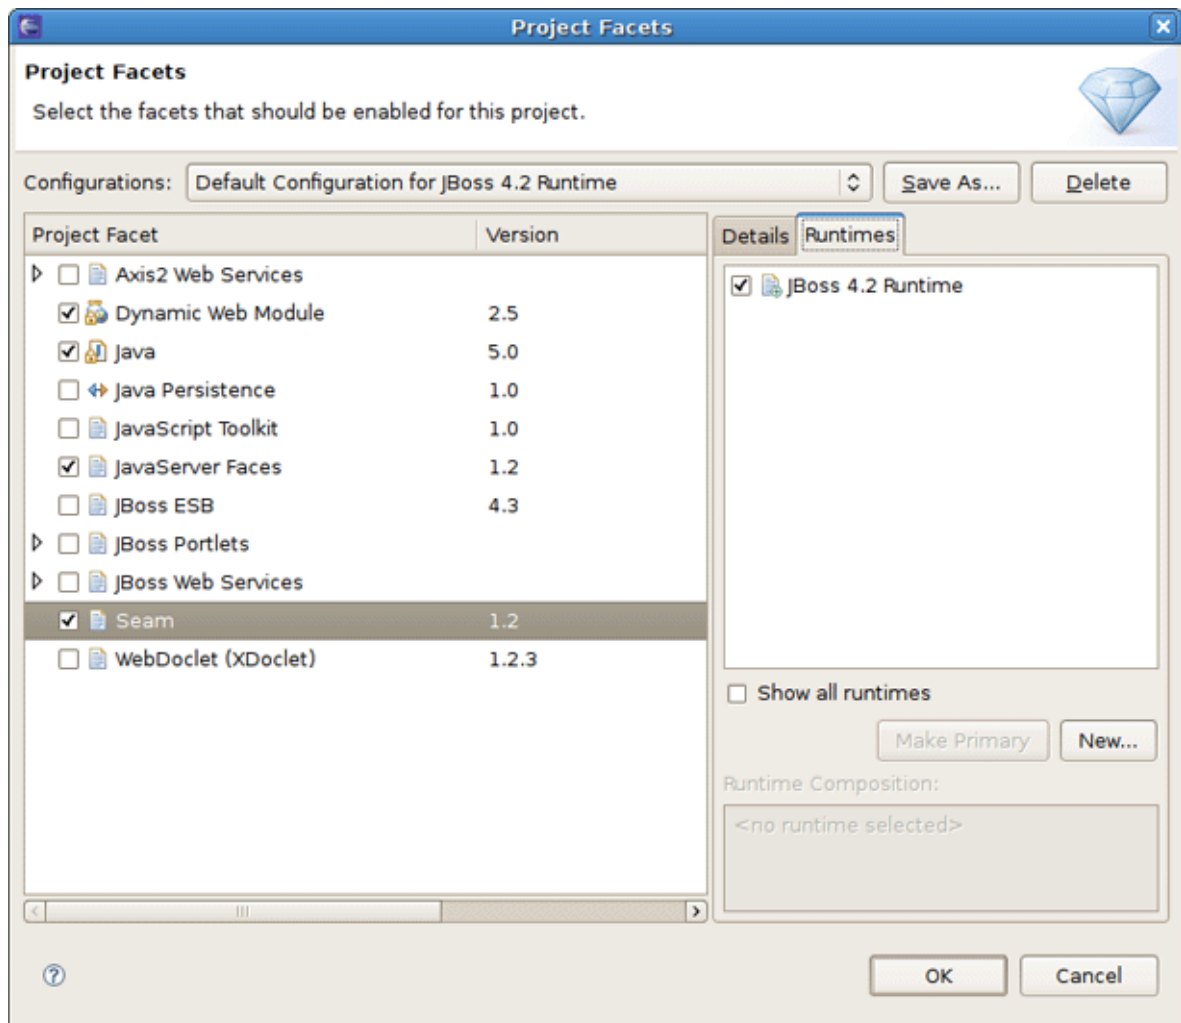 Project Facets
Project Facets
Select the facets that should be enabled for this project.
Configurations: Default Configuration for JBoss 4.2 Runtime Save As... Delete
Project Facet Version
Details Runtimes
Axis2 Web Services
Dynamic Web Module 2.5
Java 5.0
Java Persistence 1.0
JavaScript Toolkit 1.0
JavaServer Faces 1.2
JBoss ESB 4.3
JBoss Portlets
JBoss Web Services
Seam 1.2
WebDoclet (XDoclet) 1.2.3
JBoss 4.2 Runtime
Show all runtimes
Make Primary New...
Runtime Composition:
<no runtime selected>
? OK Cancel